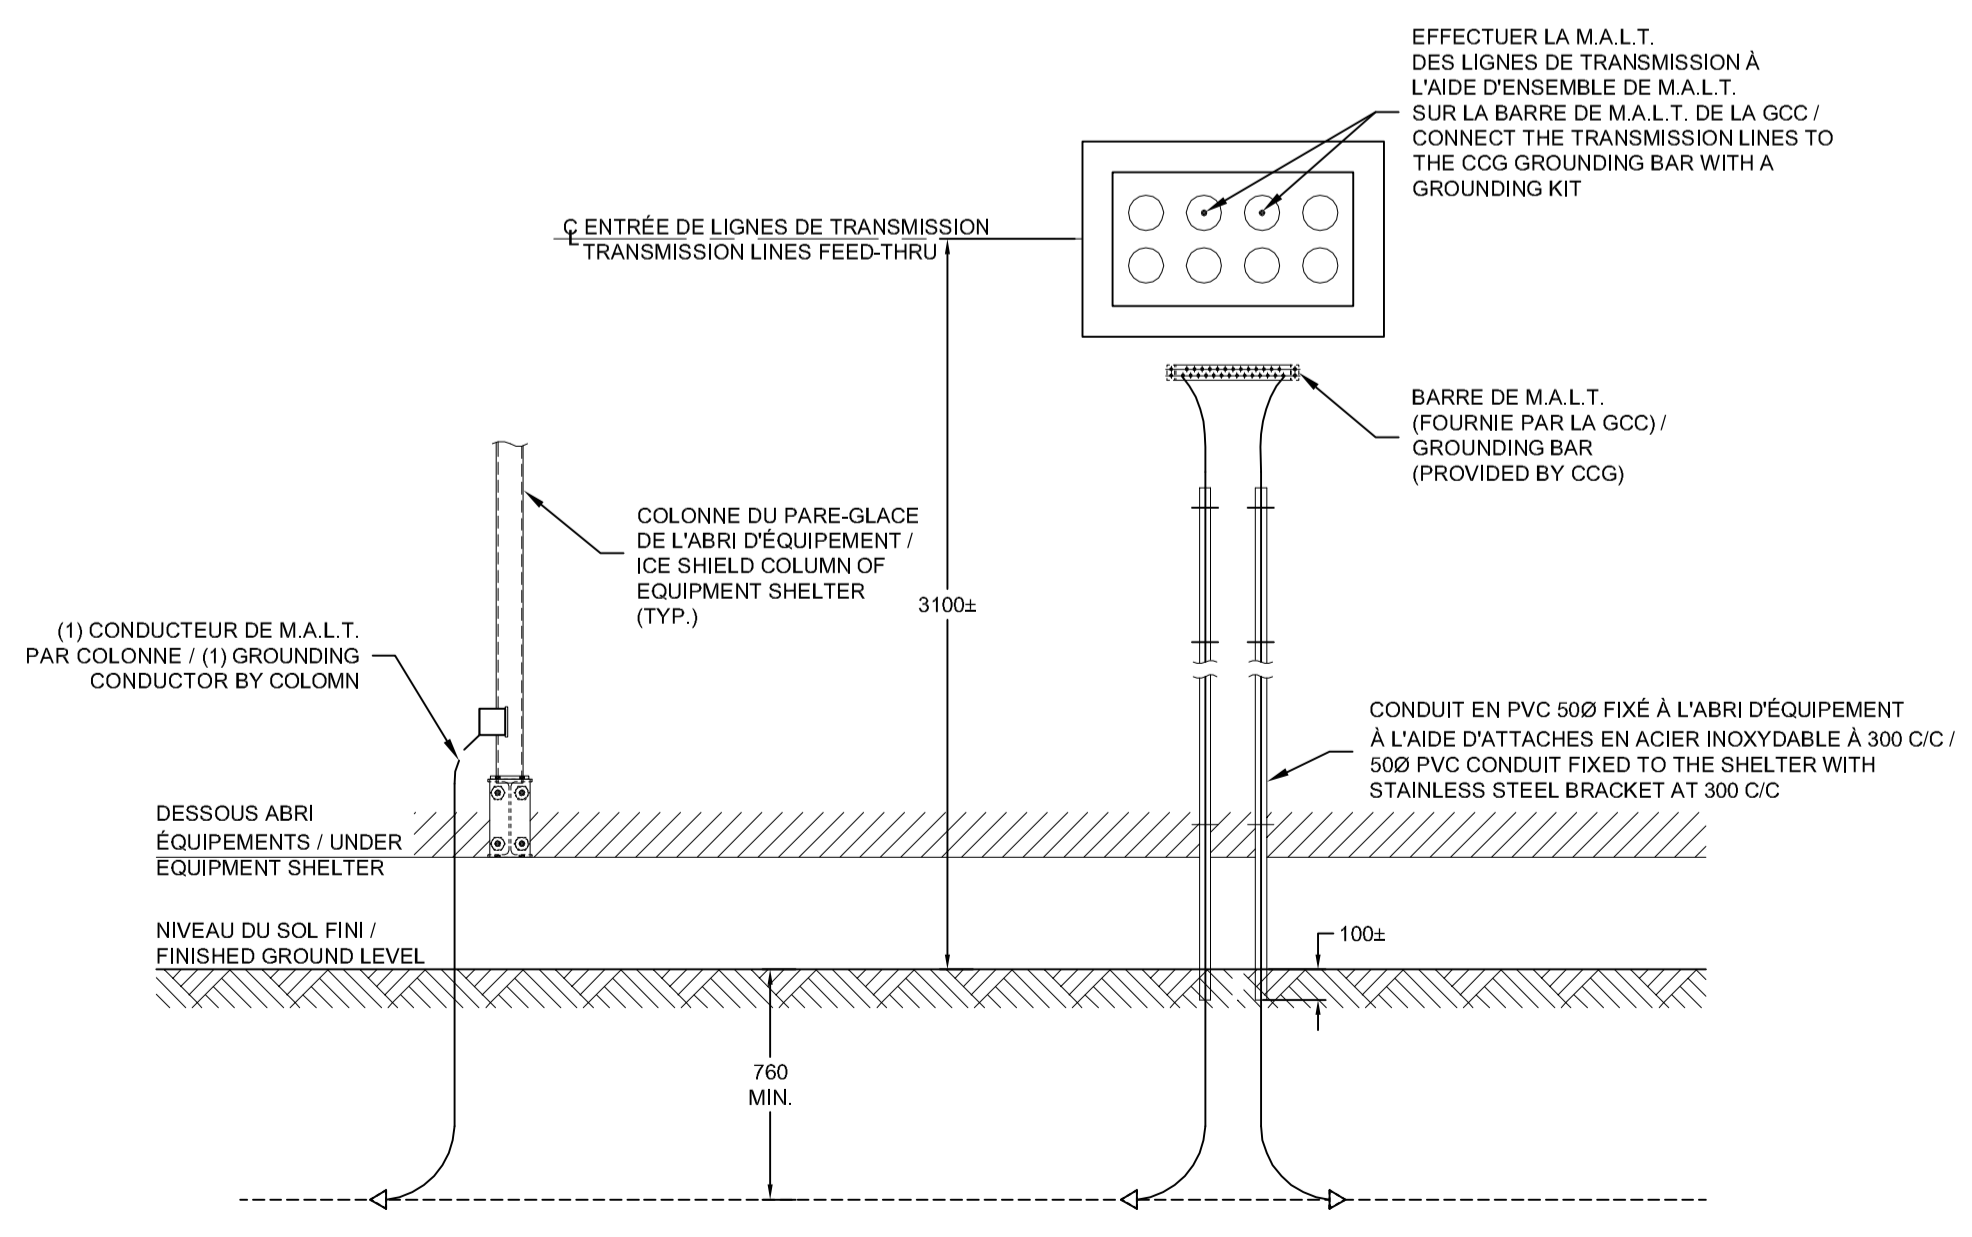 EFFECTUER LA M.A.L.T.
DES LIGNES DE TRANSMISSION À
L'AIDE D'ENSEMBLE DE M.A.L.T.
SUR LA BARRE DE M.A.L.T. DE LA GCC /
CONNECT THE TRANSMISSION LINES TO
THE CCG GROUNDING BAR WITH A
GROUNDING KIT
CL ENTRÉE DE LIGNES DE TRANSMISSION
TRANSMISSION LINES FEED-THRU
BARRE DE M.A.L.T.
(FOURNIE PAR LA GCC) /
GROUNDING BAR
(PROVIDED BY CCG)
COLONNE DU PARE-GLACE
DE L'ABRI D'ÉQUIPEMENT /
ICE SHIELD COLUMN OF
EQUIPMENT SHELTER
(TYP.)
3100±
(1) CONDUCTEUR DE M.A.L.T.
PAR COLONNE / (1) GROUNDING
CONDUCTOR BY COLOMN
CONDUIT EN PVC 50Ø FIXÉ À L'ABRI D'ÉQUIPEMENT
À L'AIDE D'ATTACHES EN ACIER INOXYDABLE À 300 C/C /
50Ø PVC CONDUIT FIXED TO THE SHELTER WITH
STAINLESS STEEL BRACKET AT 300 C/C
DESSOUS ABRI
ÉQUIPEMENTS / UNDER
EQUIPMENT SHELTER
NIVEAU DU SOL FINI /
FINISHED GROUND LEVEL
100±
760
MIN.